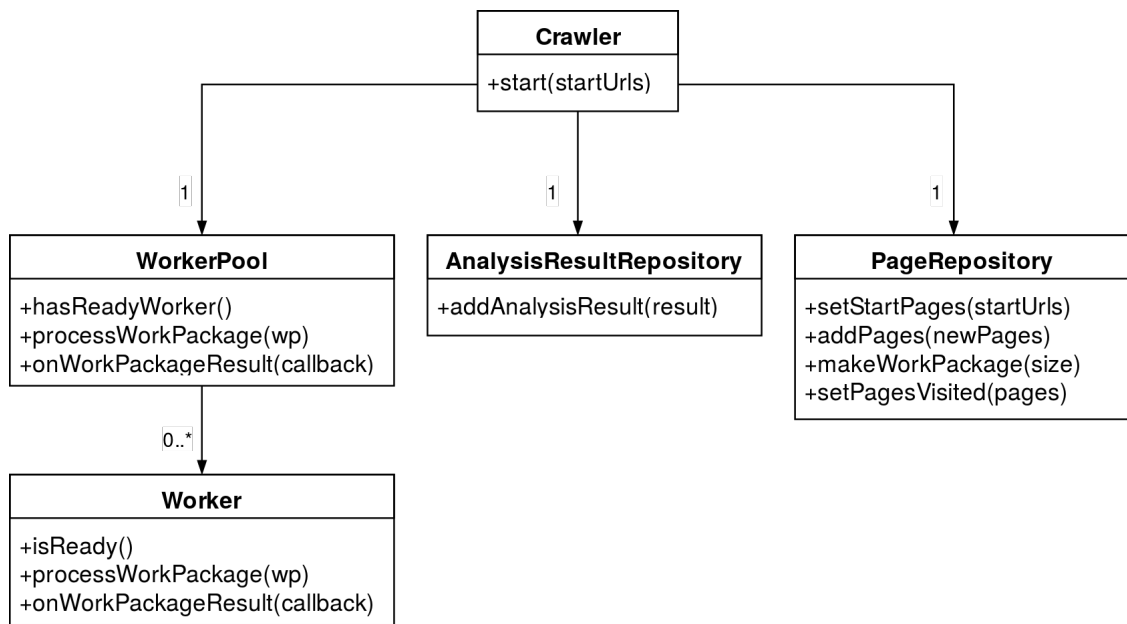 Crawler
+start(startUrls)
1
1
1
WorkerPool
+hasReadyWorker()
+processWorkPackage(wp)
+onWorkPackageResult(callback)
AnalysisResultRepository
+addAnalysisResult(result)
PageRepository
+setStartPages(startUrls)
+addPages(newPages)
+makeWorkPackage(size)
+setPagesVisited(pages)
0..*
Worker
+isReady()
+processWorkPackage(wp)
+onWorkPackageResult(callback)